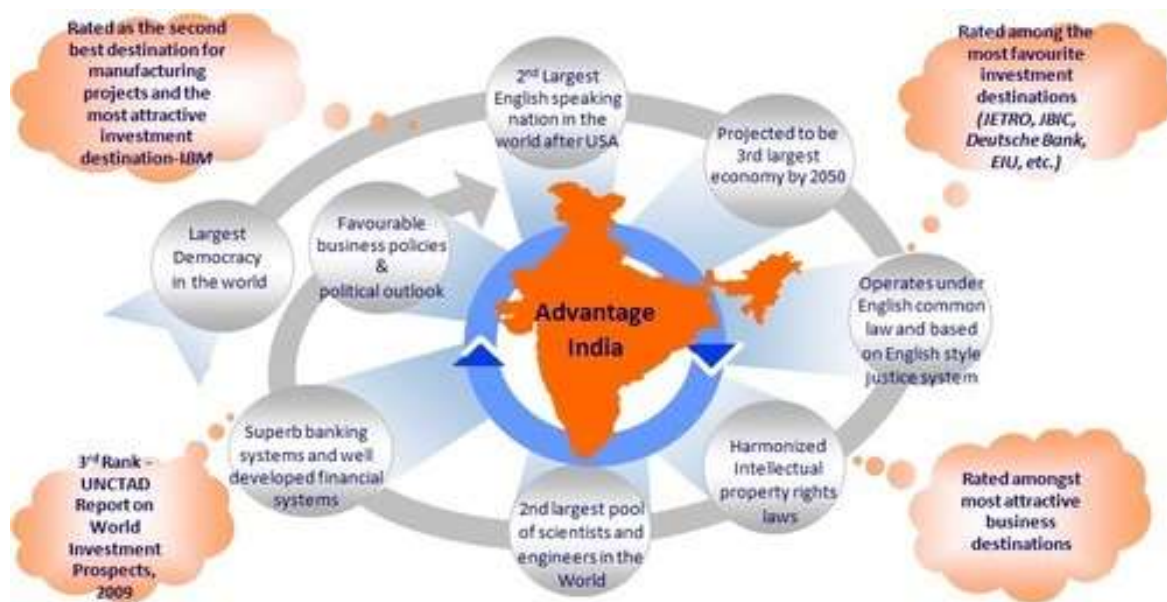 Rated as the second
best destination for
manufacturing
projects and the
most attractive
investment
destination-IBM
2nd Largest
English speaking
nation in the
world after USA
Rated among the
most favourite
investment
destinations
(JETRO, JBIC,
Deutsche Bank,
EIU, etc.)
Projected to be
3rd largest
economy by 2050
Largest
Democracy
in the world
Favourable
business policies
&
political outlook
Advantage
India
Operates under
English common
law and based
on English style
justice system
Superb banking
systems and well
developed financial
systems
Harmonized
Intellectual
property rights
laws
2nd largest pool
of scientists and
engineers in the
World
3rd Rank –
UNCTAD
Report on
World
Investment
Prospects,
2009
Rated amongst
most attractive
business
destinations